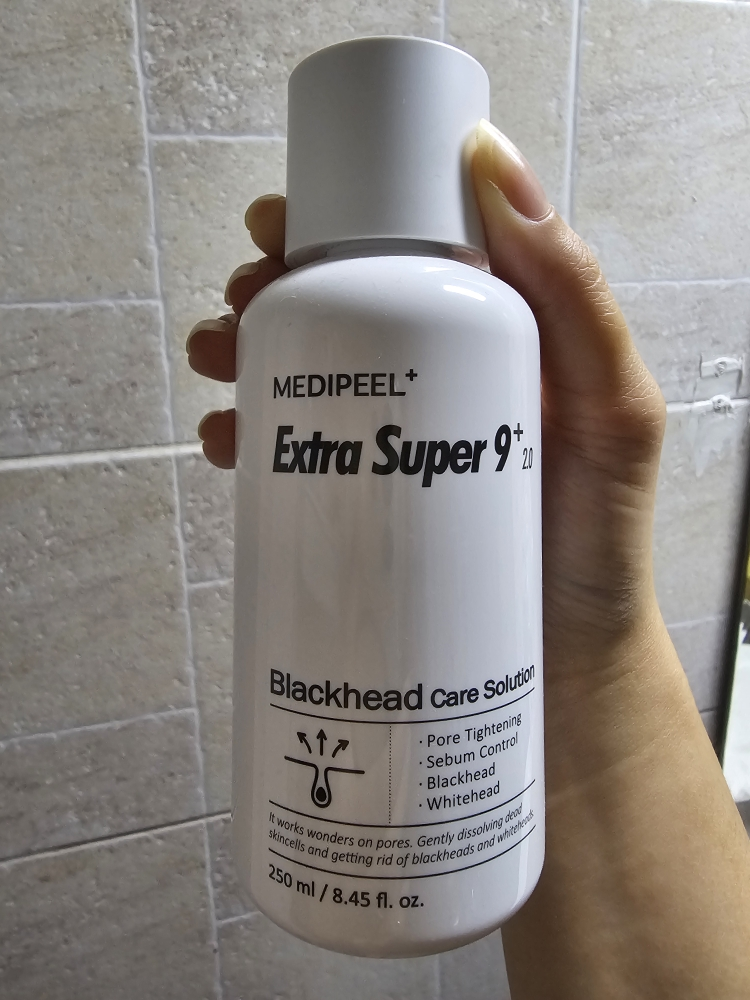 MEDIPEEL+
Extra Super 9+ 2.0
Blackhead Care Solution
· Pore Tightening
· Sebum Control
· Blackhead
· Whitehead
It works wonders on pores. Gently dissolving dead
skincells and getting rid of blackheads and whiteheads.
250 ml / 8.45 fl. oz.